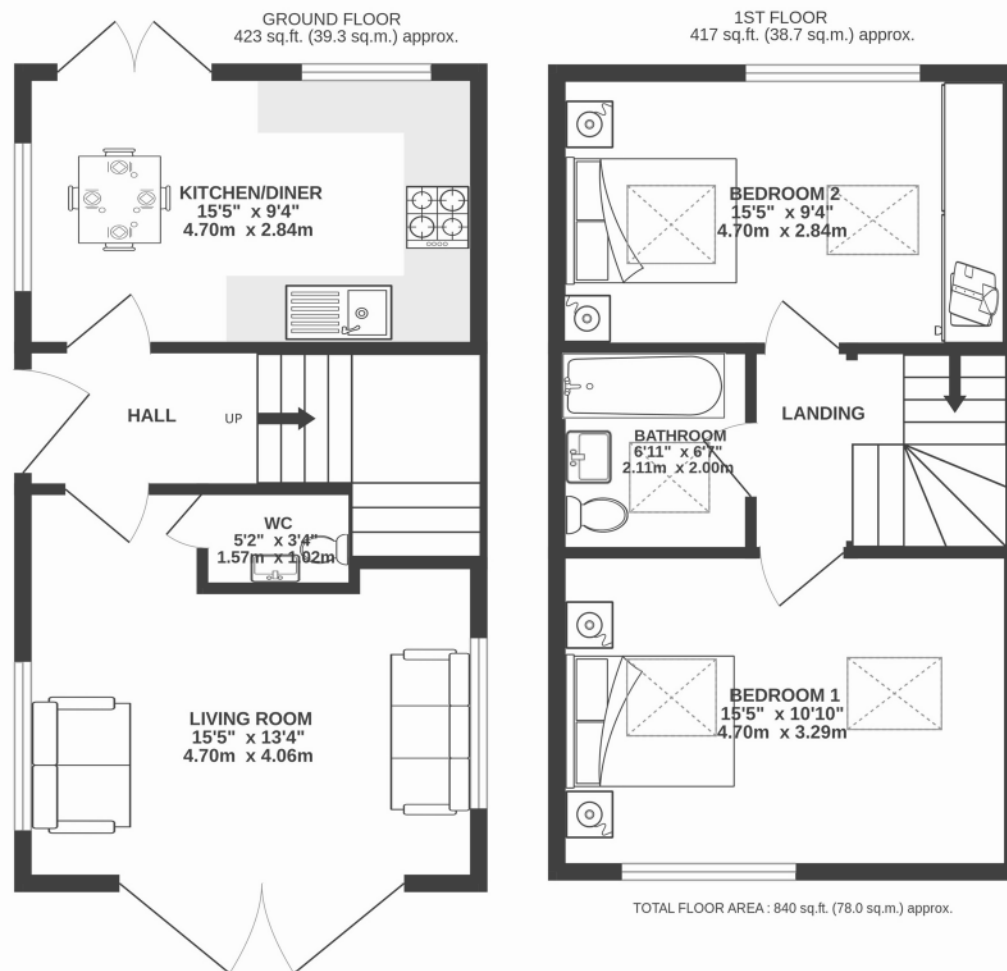 GROUND FLOOR
423 sq.ft. (39.3 sq.m.) approx.
KITCHEN/DINER
15'5" x 9'4"
4.70m x 2.84m
HALL
UP
WC
5'2" x 3'4"
1.57m x 1.02m
LIVING ROOM
15'5" x 13'4"
4.70m x 4.06m
1ST FLOOR
417 sq.ft. (38.7 sq.m.) approx.
BEDROOM 2
15'5" x 9'4"
4.70m x 2.84m
BATHROOM
6'11" x 6'7"
2.11m x 2.00m
LANDING
BEDROOM 1
15'5" x 10'10"
4.70m x 3.29m
TOTAL FLOOR AREA : 840 sq.ft. (78.0 sq.m.) approx.